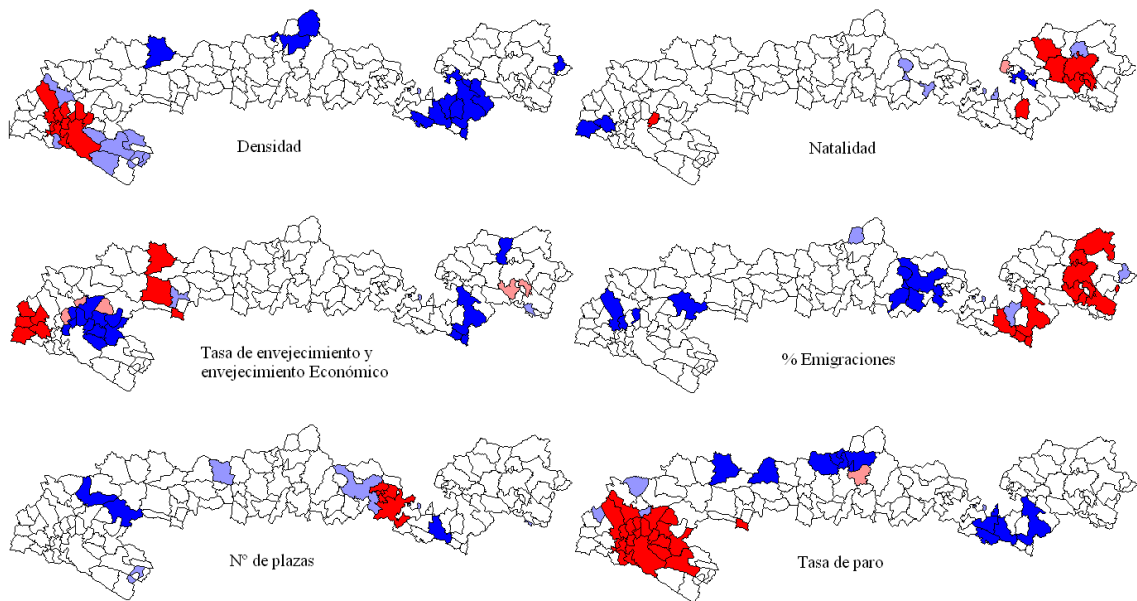 Densidad
Natalidad
Tasa de envejecimiento y
envejecimiento Económico
% Emigraciones
Nº de plazas
Tasa de paro